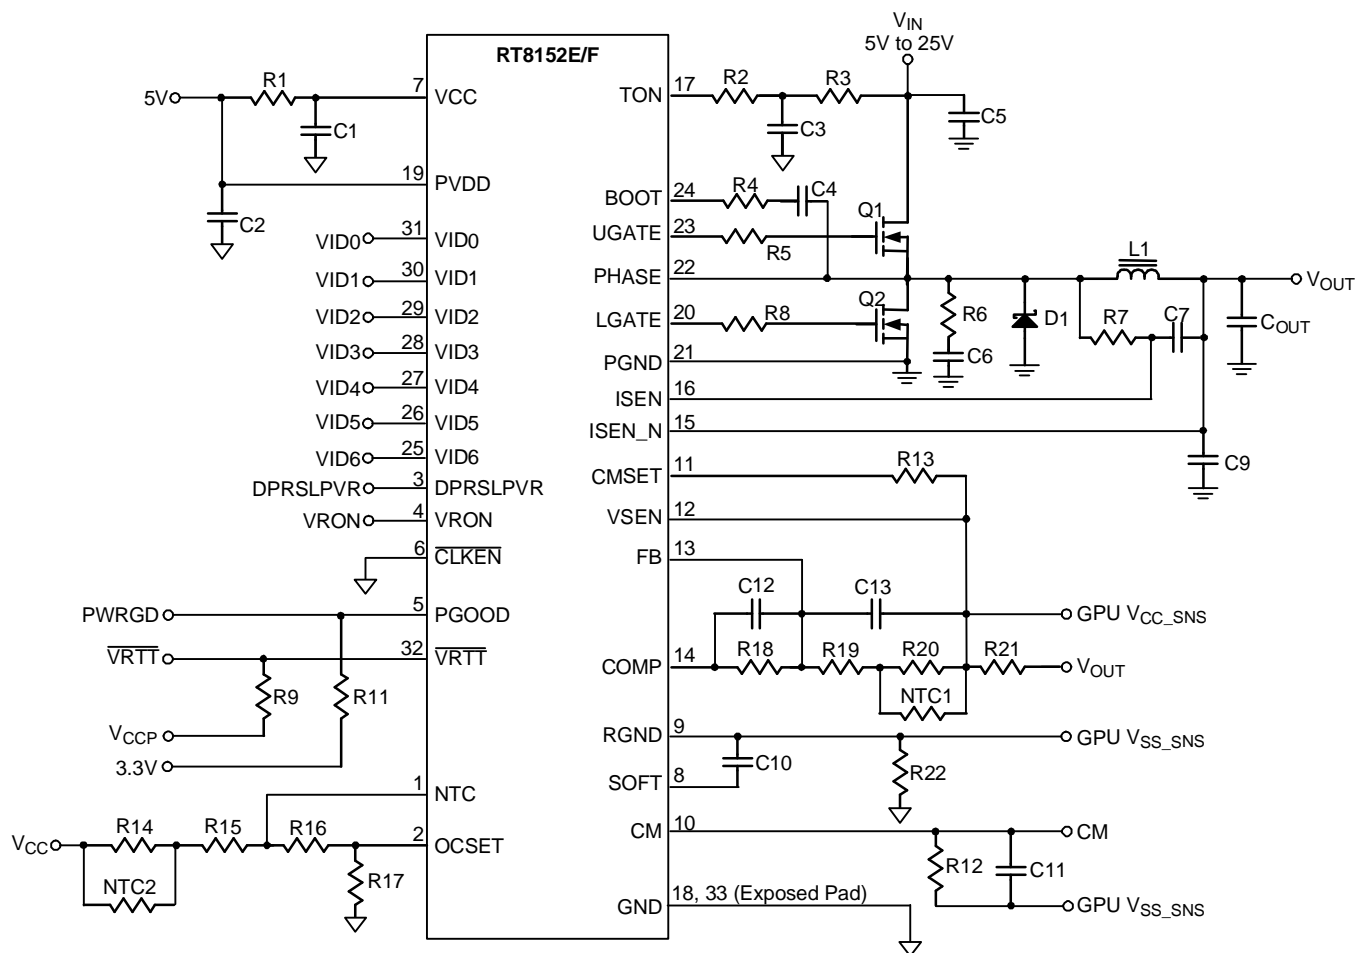 V_IN
5V to 25V
RT8152E/F
5V
R1
7
VCC
C1
19
PVDD
C2
VID0
31
VID0
VID1
30
VID1
VID2
29
VID2
VID3
28
VID3
VID4
27
VID4
VID5
26
VID5
VID6
25
VID6
DPRSLPVR
3
DPRSLPVR
VRON
4
VRON
6
CLKEN
PWRGD
5
PGOOD
VRTT
32
VRTT
R9
R11
V_CCP
3.3V
1
NTC
V_CC
R14
R15
R16
2
OCSET
NTC2
R17
TON
17
R2
R3
C3
C5
BOOT
24
R4
C4
Q1
UGATE
23
R5
PHASE
22
L1
V_OUT
LGATE
20
R8
Q2
R6
C6
D1
R7
C7
C_OUT
PGND
21
ISEN
16
ISEN_N
15
C9
CMSET
11
R13
VSEN
12
FB
13
C12
C13
GPU V_CC_SNS
COMP
14
R18
R19
R20
R21
V_OUT
NTC1
RGND
9
GPU V_SS_SNS
C10
R22
SOFT
8
CM
10
CM
R12
C11
GPU V_SS_SNS
GND
18, 33 (Exposed Pad)